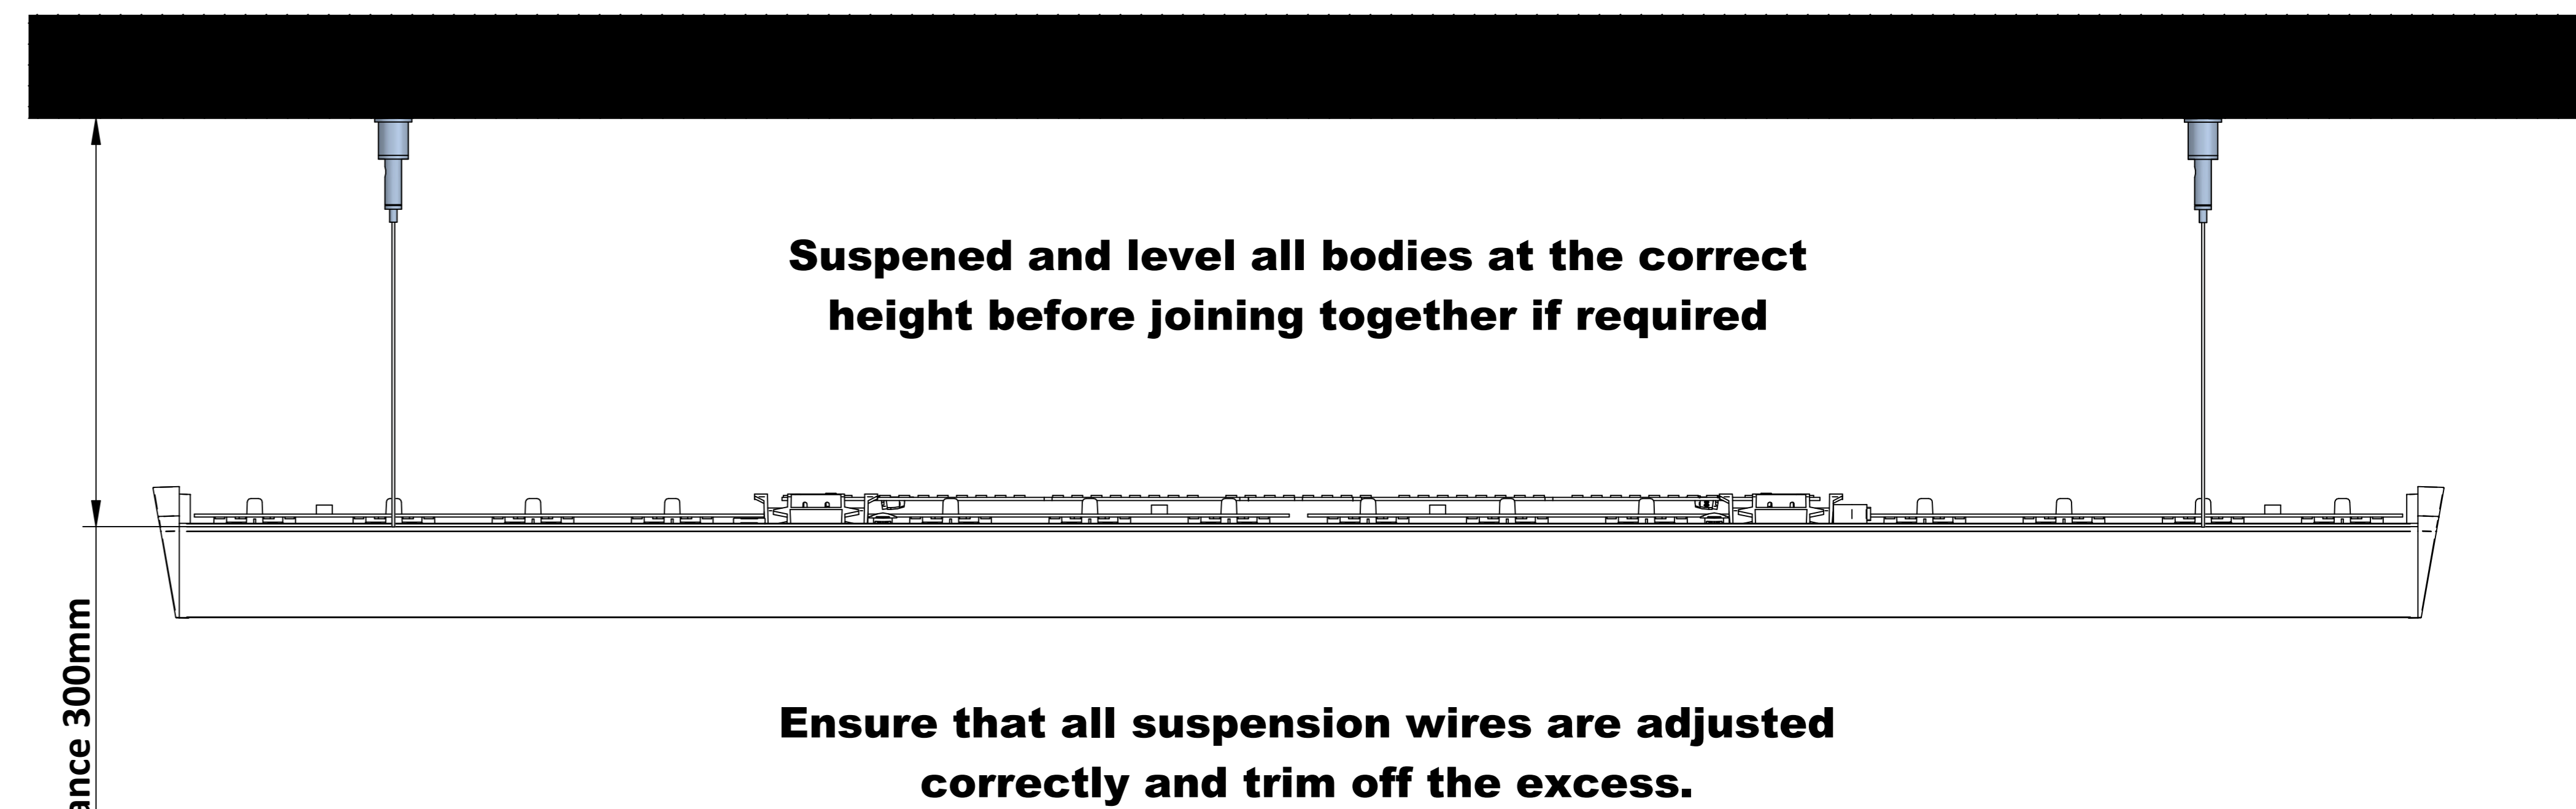 Suspened and level all bodies at the correct
height before joining together if required
300mm
Ensure that all suspension wires are adjusted
correctly and trim off the excess.